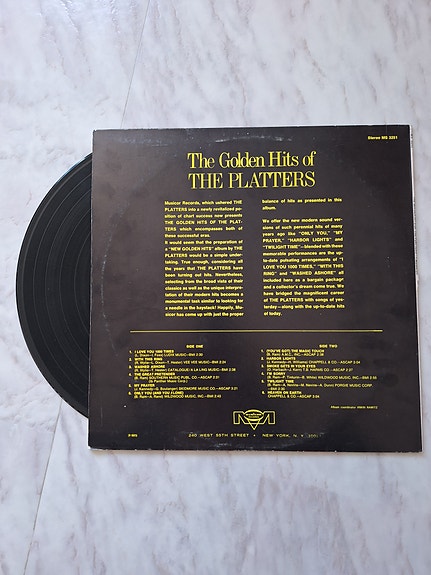 Stereo MS 3251
The Golden Hits of
THE PLATTERS
Musicor Records, which ushered THE
PLATTERS into a newly revitalized po-
sition of chart success now presents
THE GOLDEN HITS OF THE PLAT-
TERS which encompasses both of
these successful eras.
It would seem that the preparation of
a "NEW GOLDEN HITS" album by THE
PLATTERS would be a simple under-
taking. True enough, considering all
the years that THE PLATTERS have
been turning out hits. Nevertheless,
selecting from the broad vista of their
classics as well as the unique interpreta-
tion of their modern hits becomes a
monumental task similar to looking for
a needle in the haystack! Happily, Mu-
sicor has come up with just the proper
balance of hits as presented in this
album.
We offer the new modern sound ver-
sions of such perennial hits of many
years ago like "ONLY YOU," "MY
PRAYER," "HARBOR LIGHTS" and
"TWILIGHT TIME"—blended with these
memorable performances are the up-
to-date pulsating arrangements of "I
LOVE YOU 1000 TIMES," "WITH THIS
RING" and "WASHED ASHORE" all
included here as a bargain package
and a collector's dream come true. We
have bridged the magnificent career
of THE PLATTERS with songs of yes-
terday—along with the up-to-date hits
of today.
SIDE ONE
1. I LOVE YOU 1000 TIMES
2. WITH THIS RING
3. WASHED ASHORE
4. THE GREAT PRETENDER
5. MY PRAYER
6. ONLY YOU (AND YOU ALONE)
SIDE TWO
1. (YOU'VE GOT) THE MAGIC TOUCH
2. HARBOR LIGHTS
3. SMOKE GETS IN YOUR EYES
4. I'M SORRY
5. TWILIGHT TIME
6. HEAVEN ON EARTH
CHAPPELL & CO.—ASCAP 2:24
240 WEST 55TH STREET • NEW YORK, N. Y.